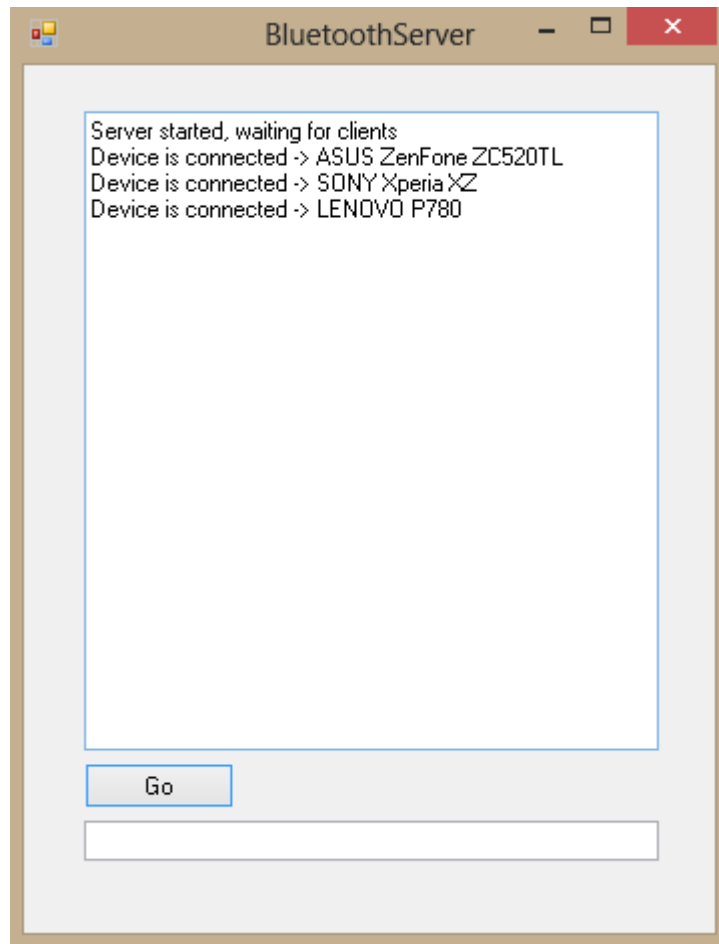 BluetoothServer
Server started, waiting for clients
Device is connected -> ASUS ZenFone ZC520TL
Device is connected -> SONY Xperia XZ
Device is connected -> LENOVO P780
Go